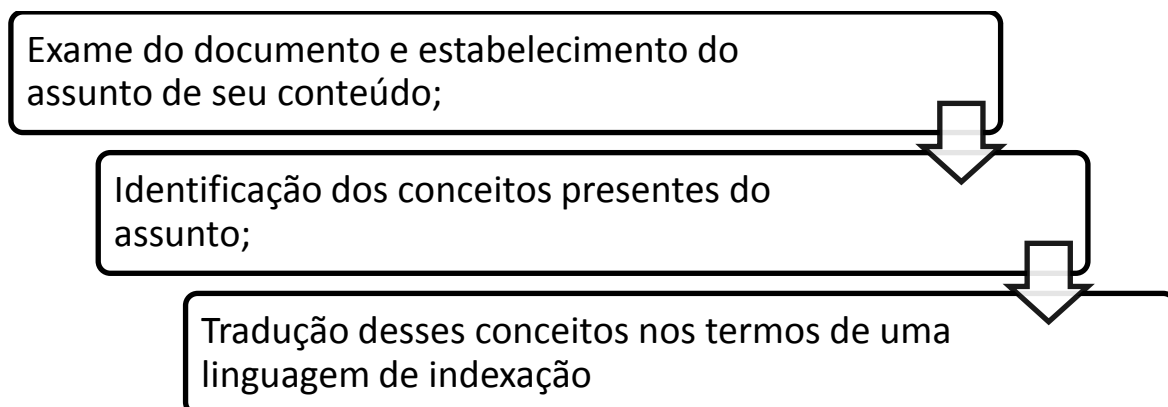 Exame do documento e estabelecimento do
assunto de seu conteúdo;
Identificação dos conceitos presentes do
assunto;
Tradução desses conceitos nos termos de uma
linguagem de indexação